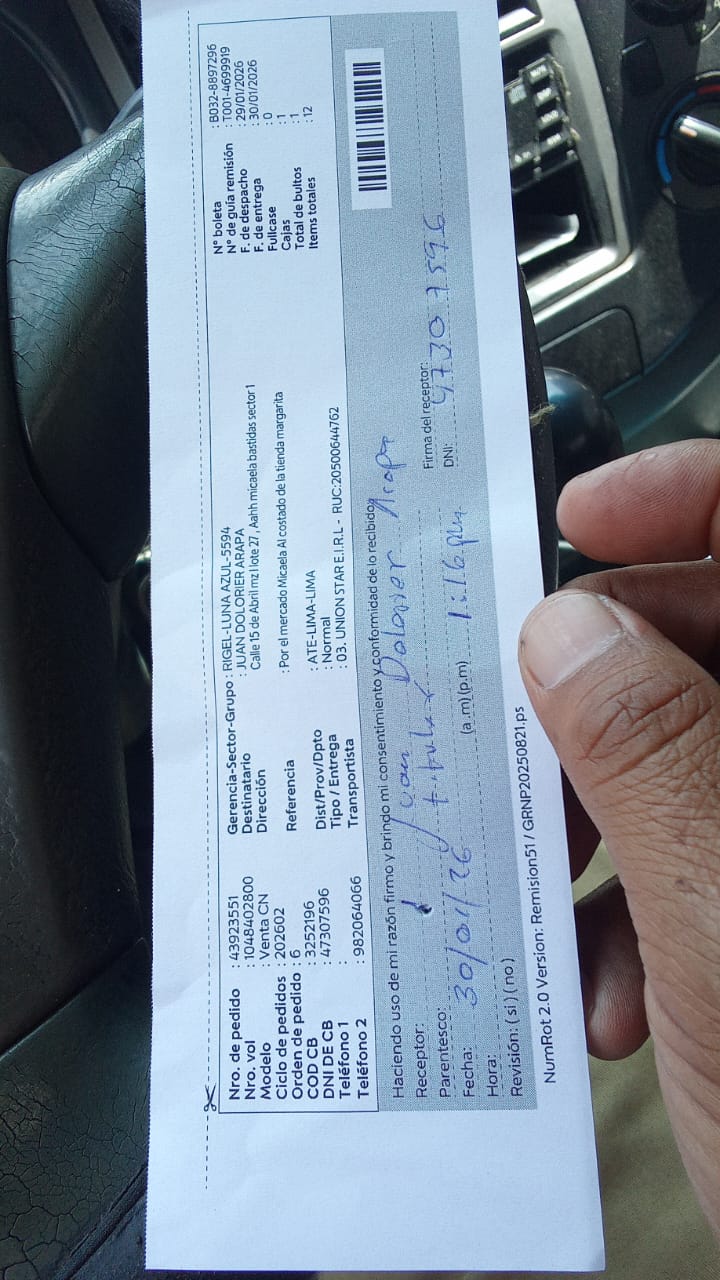 Nro. de pedido : 43923551
Nro. vol : 1048402800
Modelo : Venta CN
Ciclo de pedidos : 202602
Orden de pedido : 6
COD CB : 3252196
DNI DE CB : 47307596
Teléfono 1 :
Teléfono 2 : 982064066
Gerencia-Sector-Grupo : RIGEL-LUNA AZUL-5594
Destinatario : JUAN DOLORIER ARAPA
Dirección : Calle 15 de Abril mz l lote 27 , Aahh micaela bastidas sector 1
Referencia : Por el mercado Micaela Al costado de la tienda margarita
Dist/Prov/Dpto : ATE-LIMA-LIMA
Tipo / Entrega : Normal
Transportista : 03. UNION STAR E.I.R.L - RUC:20500644762
N° boleta : B032-8897296
N° de guía remisión : T001-4699919
F. de despacho : 29/01/2026
F. de entrega : 30/01/2026
Fullcase : 0
Cajas : 1
Total de bultos : 1
Items totales : 12
Haciendo uso de mi razón firmo y brindo mi consentimiento y conformidad de lo recibido
Receptor: Juan Dolorier Arapa
Parentesco: titular
Fecha: 30/01/26
Hora: (a.m)(p.m) 1:16 pm
Revisión: ( si ) ( no )
Firma del receptor:
DNI: 47307596
NumRot 2.0 Version: Remision51 / GRNP20250821.ps